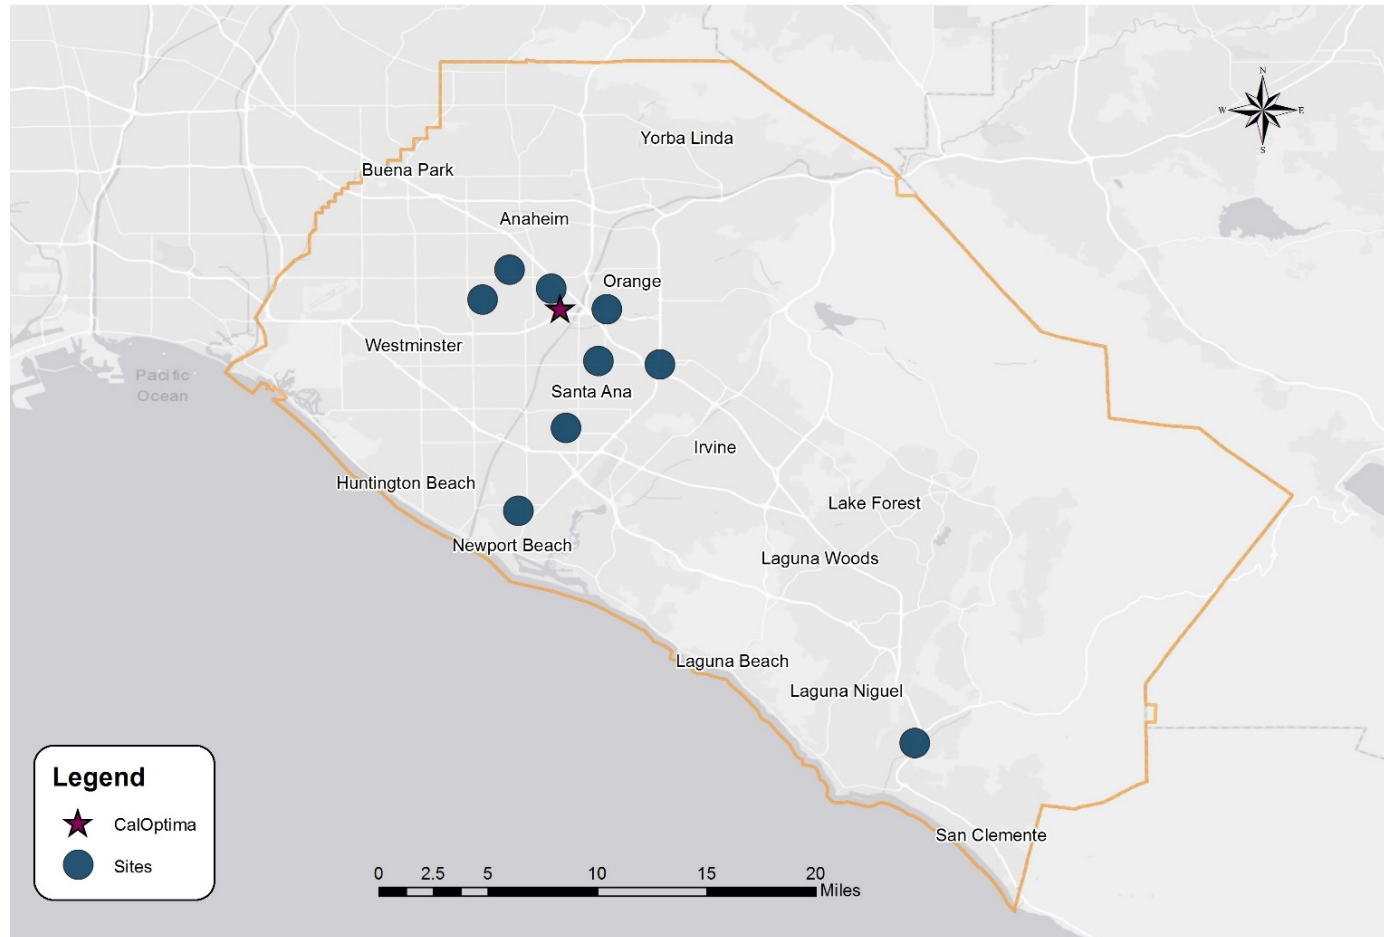 N
W
E
S
Yorba Linda
Buena Park
Anaheim
Orange
Westminster
Pacific
Ocean
Santa Ana
Irvine
Huntington Beach
Lake Forest
Newport Beach
Laguna Woods
Laguna Beach
Laguna Niguel
San Clemente
Legend
CalOptima
Sites
0 2.5 5 10 15 20
Miles